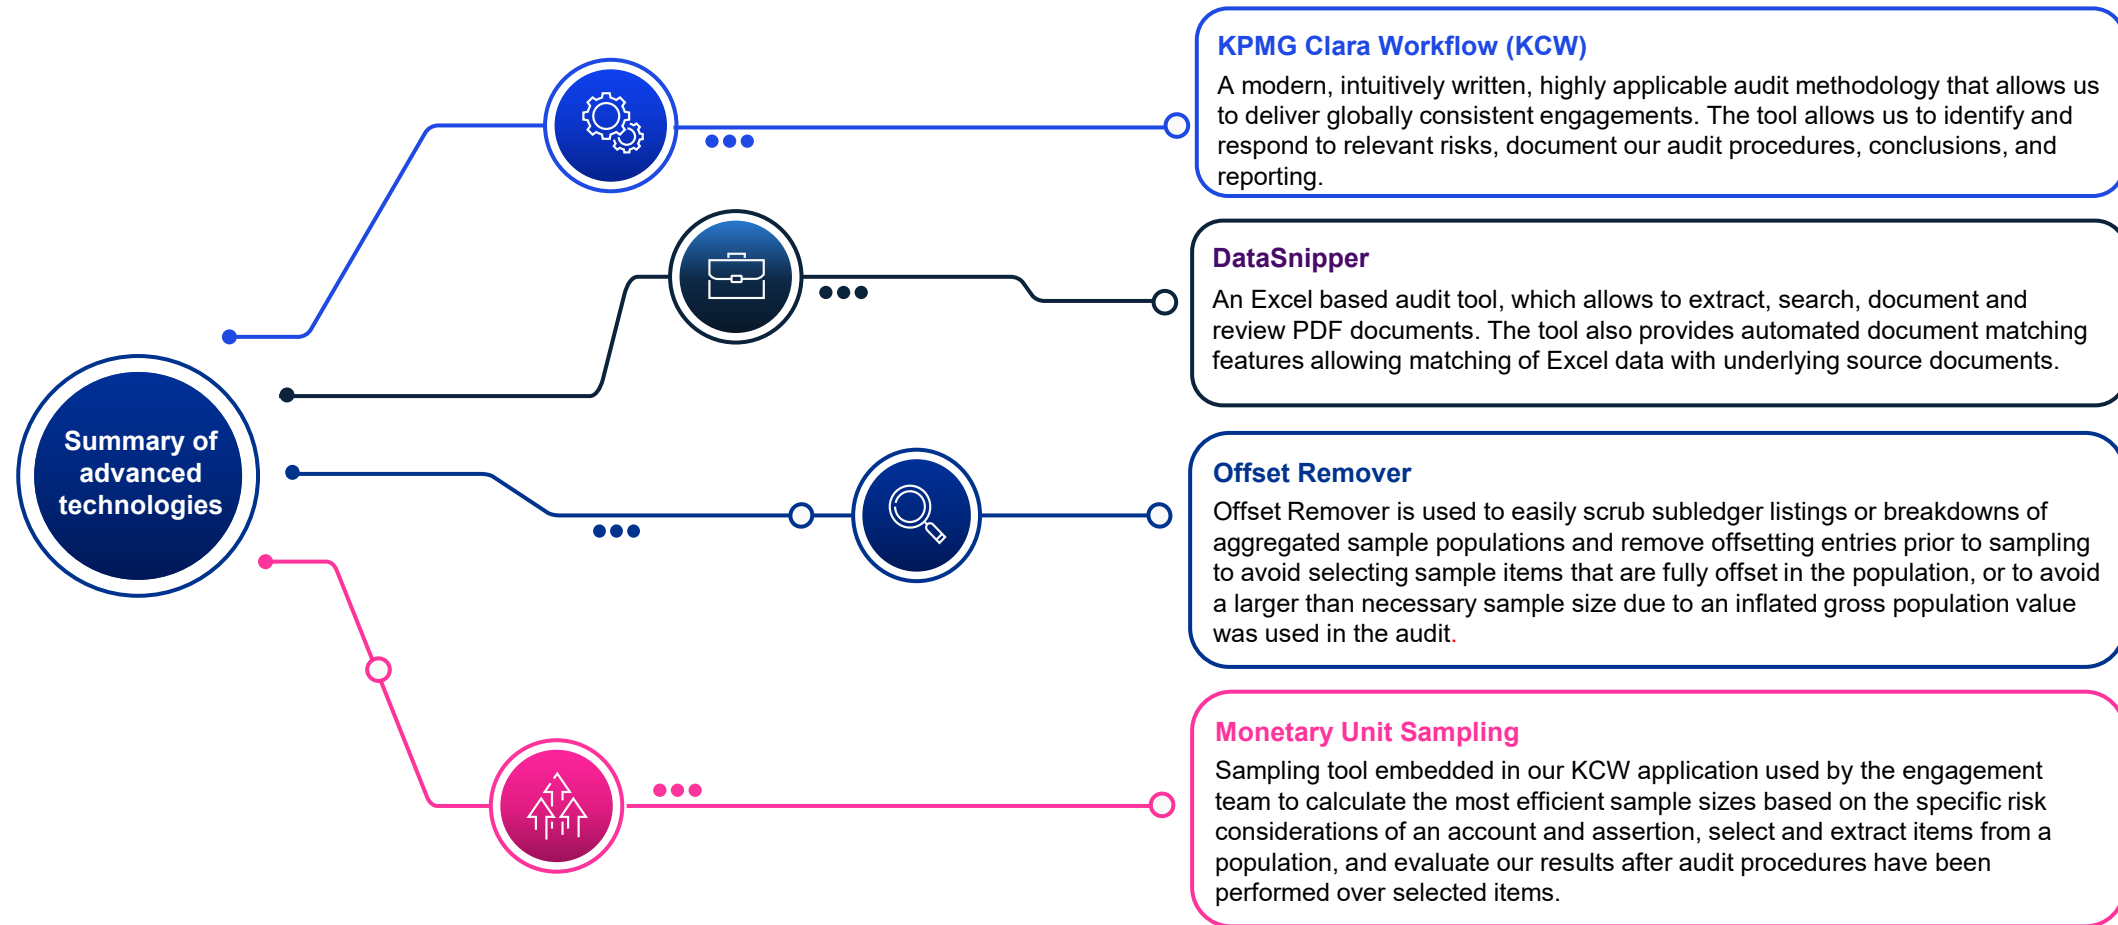 Summary of
advanced
technologies
KPMG Clara Workflow (KCW)
A modern, intuitively written, highly applicable audit methodology that allows us
to deliver globally consistent engagements. The tool allows us to identify and
respond to relevant risks, document our audit procedures, conclusions, and
reporting.
DataSnipper
An Excel based audit tool, which allows to extract, search, document and
review PDF documents. The tool also provides automated document matching
features allowing matching of Excel data with underlying source documents.
Offset Remover
Offset Remover is used to easily scrub subledger listings or breakdowns of
aggregated sample populations and remove offsetting entries prior to sampling
to avoid selecting sample items that are fully offset in the population, or to avoid
a larger than necessary sample size due to an inflated gross population value
was used in the audit.
Monetary Unit Sampling
Sampling tool embedded in our KCW application used by the engagement
team to calculate the most efficient sample sizes based on the specific risk
considerations of an account and assertion, select and extract items from a
population, and evaluate our results after audit procedures have been
performed over selected items.